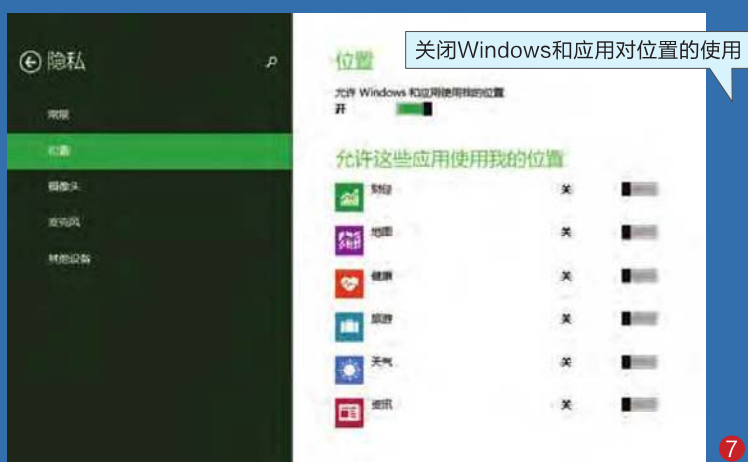 关闭Windows和应用对位置的使用
隐私
常规
位置
摄像头
麦克风
其他设备
位置
允许 Windows 和应用使用我的位置
开
允许这些应用使用我的位置
财经 关
地图 关
健康 关
旅游 关
天气 关
资讯 关
7